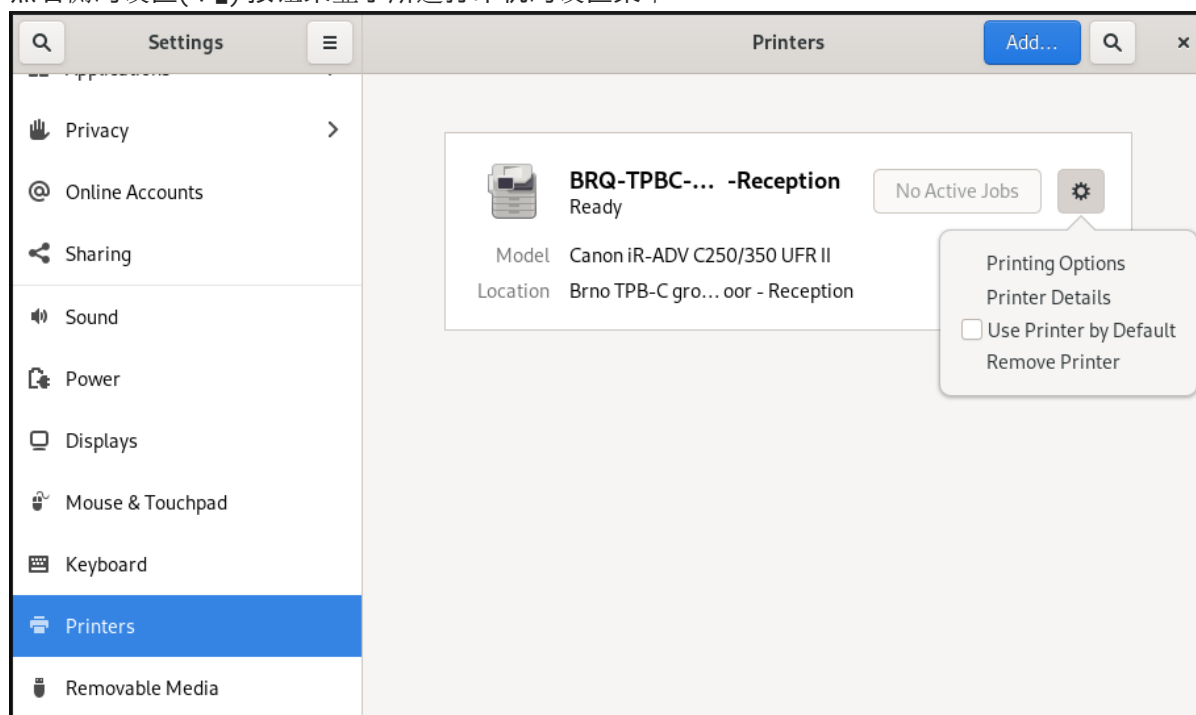 Settings
Printers
Add...
Privacy
Online Accounts
Sharing
Sound
Power
Displays
Mouse & Touchpad
Keyboard
Printers
Removable Media
BRQ-TPBC-... -Reception
Ready
No Active Jobs
Model Canon iR-ADV C250/350 UFR II
Location Brno TPB-C gro... oor - Reception
Printing Options
Printer Details
Use Printer by Default
Remove Printer